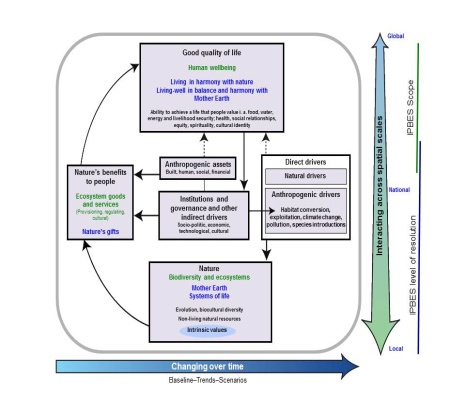 Good quality of life
Human wellbeing
Living in harmony with nature
Living-well in balance and harmony with
Mother Earth
Ability to achieve a life that people value i. e. food, water,
energy and livelihood security; health, social relationships,
equity, spirituality, cultural identity
Anthropogenic assets
Built, human, social, financial
Institutions and
governance and other
indirect drivers
Socio-politic, economic,
technological, cultural
Direct drivers
Natural drivers
Anthropogenic drivers
Habitat conversion,
exploitation, climate change,
pollution, species introductions
Nature's benefits
to people
Ecosystem goods
and services
(Provisioning, regulating,
cultural)
Nature's gifts
Nature
Biodiversity and ecosystems
Mother Earth
Systems of life
Evolution, biocultural diversity
Non-living natural resources
Intrinsic values
Changing over time
Baseline–Trends–Scenarios
Global
Interacting across spatial scales
National
Local
IPBES Scope
IPBES level of resolution